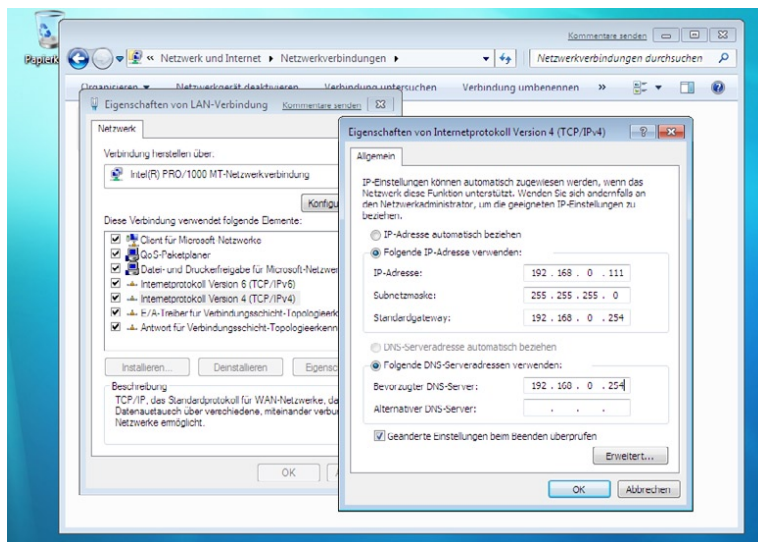 Papierk
Kommentare senden
Netzwerk und Internet Netzwerkverbindungen
Netzwerkverbindungen durchsuchen
Organisieren Netzwerkgerät deaktivieren Verbindung untersuchen Verbindung umbenennen »
Eigenschaften von LAN-Verbindung Kommentare senden
Netzwerk
Verbindung herstellen über:
Intel(R) PRO/1000 MT-Netzwerkverbindung
Konfigu
Diese Verbindung verwendet folgende Elemente:
Client für Microsoft Netzwerke
QoS-Paketplaner
Datei- und Druckerfreigabe für Microsoft-Netzwer
Internetprotokoll Version 6 (TCP/IPv6)
Internetprotokoll Version 4 (TCP/IPv4)
E/A-Treiber für Verbindungsschicht-Topologieerk
Antwort für Verbindungsschicht-Topologieerkenn
Installieren... Deinstallieren Eigensc
Beschreibung
TCP/IP, das Standardprotokoll für WAN-Netzwerke, da
Datenaustausch über verschiedene, miteinander verbu
Netzwerke ermöglicht.
OK
Eigenschaften von Internetprotokoll Version 4 (TCP/IPv4)
Allgemein
IP-Einstellungen können automatisch zugewiesen werden, wenn das
Netzwerk diese Funktion unterstützt. Wenden Sie sich andernfalls an
den Netzwerkadministrator, um die geeigneten IP-Einstellungen zu
beziehen.
IP-Adresse automatisch beziehen
Folgende IP-Adresse verwenden:
IP-Adresse: 192 . 168 . 0 . 111
Subnetzmaske: 255 . 255 . 255 . 0
Standardgateway: 192 . 168 . 0 . 254
DNS-Serveradresse automatisch beziehen
Folgende DNS-Serveradressen verwenden:
Bevorzugter DNS-Server: 192 . 168 . 0 . 254
Alternativer DNS-Server: . . .
Geänderte Einstellungen beim Beenden überprüfen
Erweitert...
OK Abbrechen